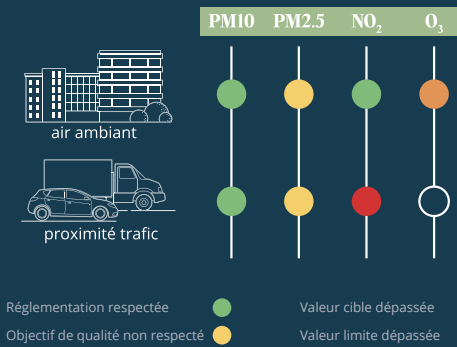 PM10 PM2.5 NO₂ O₃
air ambiant
proximité trafic
Réglementation respectée Valeur cible dépassée
Objectif de qualité non respecté Valeur limite dépassée